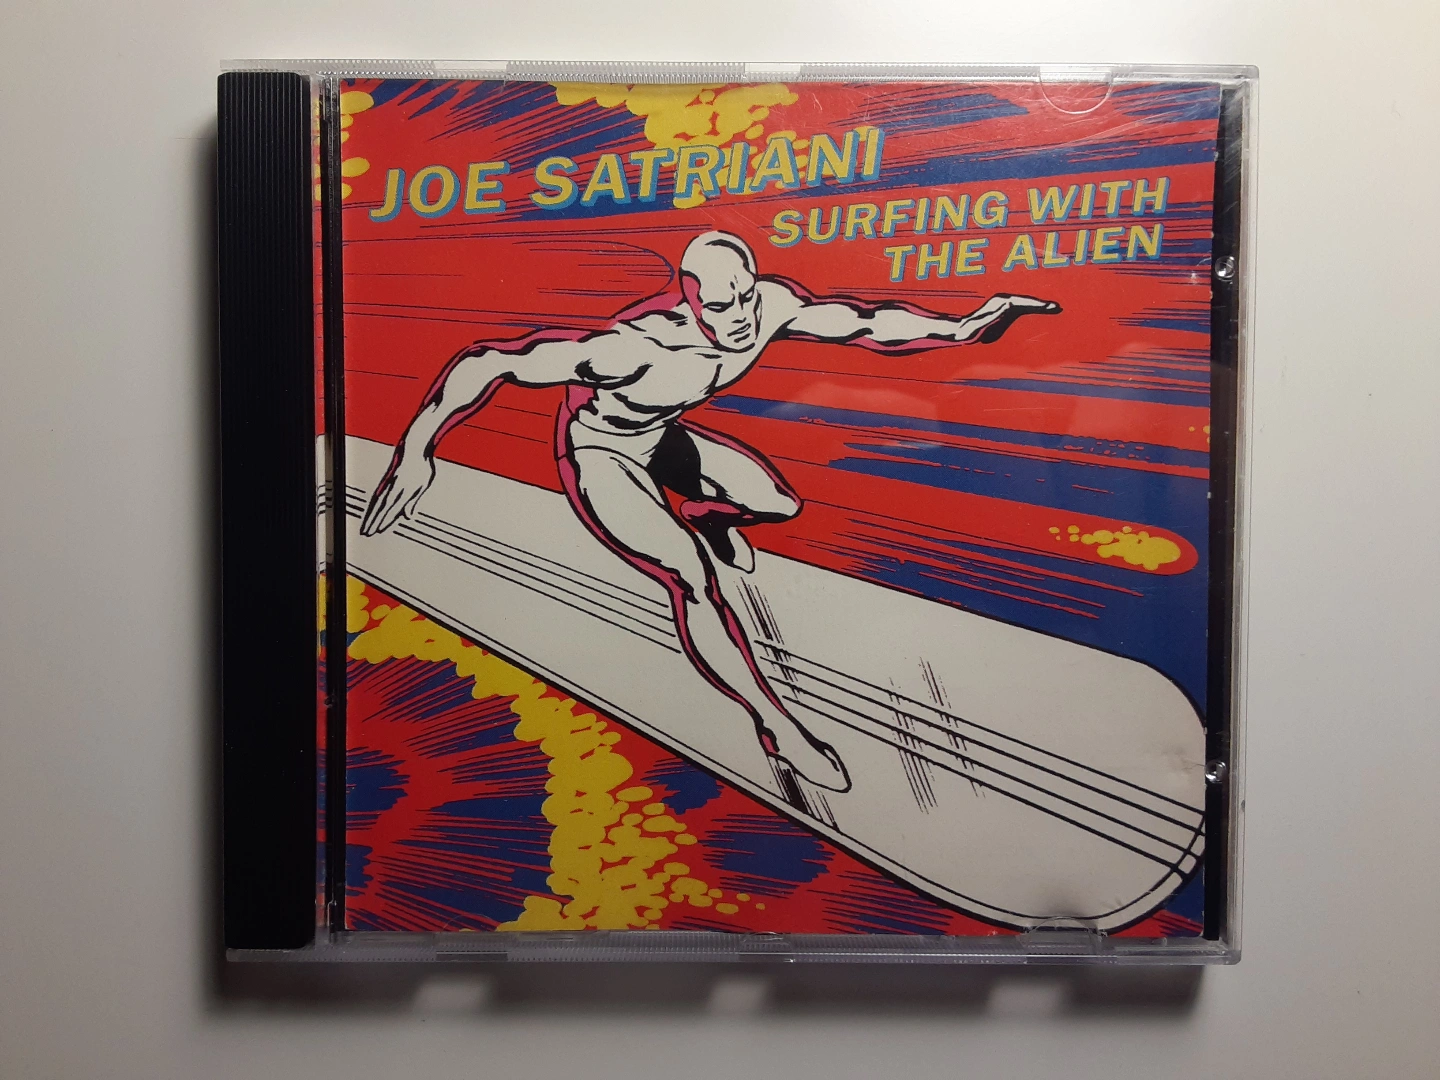 JOE SATRIANI
SURFING WITH
THE ALIEN